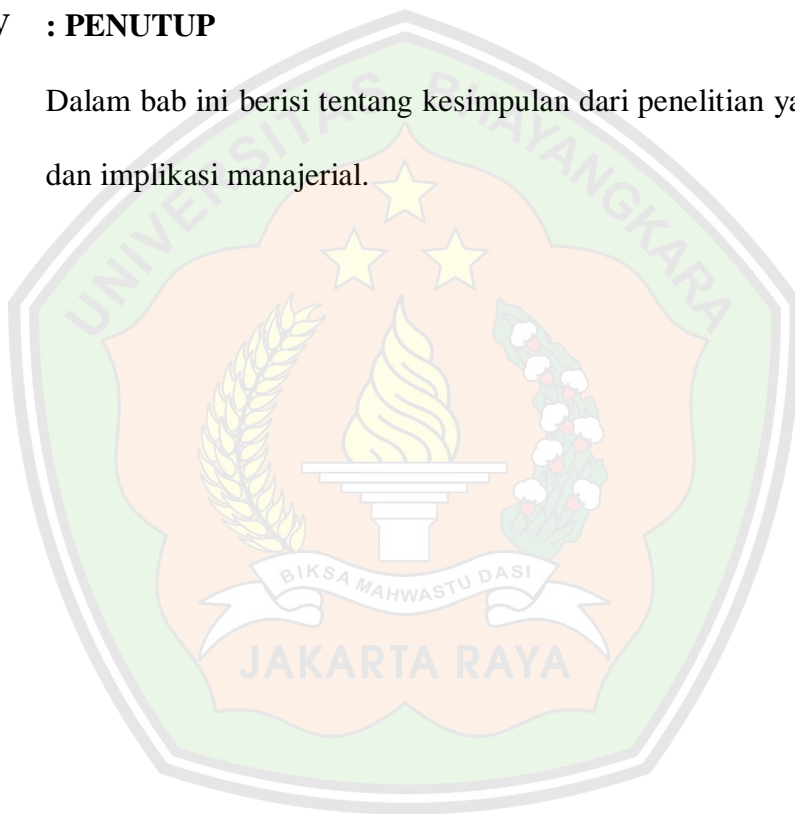 V : PENUTUP
Dalam bab ini berisi tentang kesimpulan dari penelitian
dan implikasi manajerial.
UNIVERSITAS BHAYANGKARA
BIKSA MAHWASTU DASI
JAKARTA RAYA